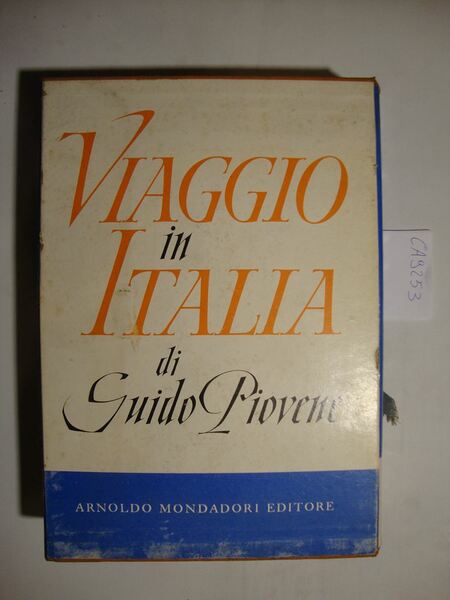 VIAGGIO
in
ITALIA
di
Guido Piovene
ARNOLDO MONDADORI EDITORE
CA9253